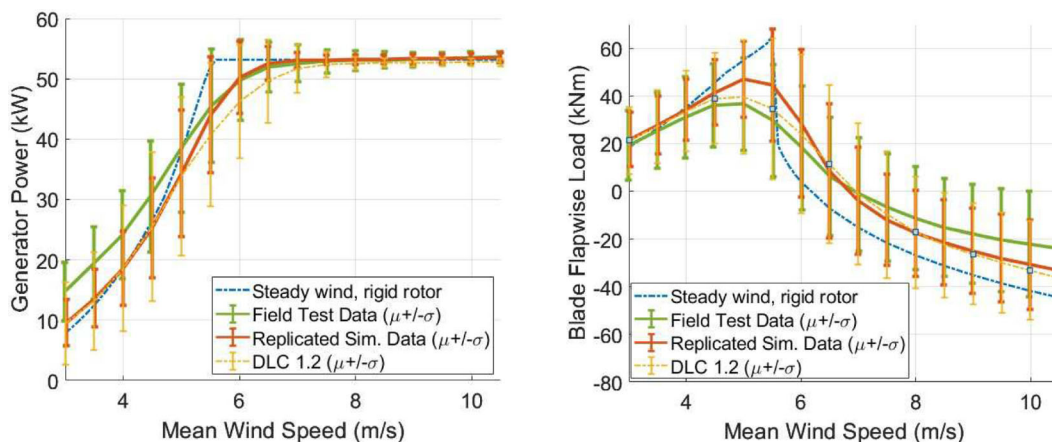 60
50
40
30
20
10
0
Generator Power (kW)
Steady wind, rigid rotor
Field Test Data (μ+/-σ)
Replicated Sim. Data (μ+/-σ)
DLC 1.2 (μ+/-σ)
4 6 8 10
Mean Wind Speed (m/s)
60
40
20
0
-20
-40
-60
-80
Blade Flapwise Load (kNm)
Steady wind, rigid rotor
Field Test Data (μ+/-σ)
Replicated Sim. Data (μ+/-σ)
DLC 1.2 (μ+/-σ)
4 6 8 10
Mean Wind Speed (m/s)